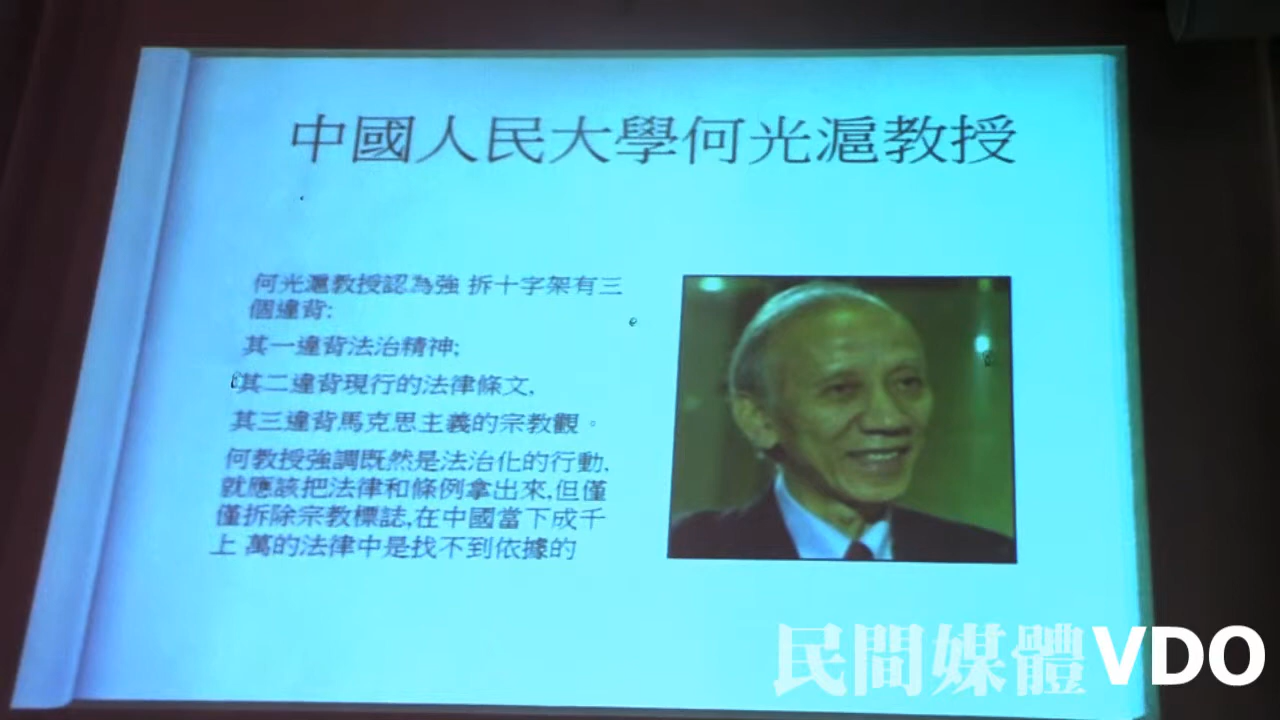 中國人民大學何光滬教授
何光滬教授認為強 拆十字架有三
個違背:
其一違背法治精神;
其二違背現行的法律條文,
其三違背馬克思主義的宗教觀。
何教授強調既然是法治化的行動,
就應該把法律和條例拿出來,但僅
僅拆除宗教標誌,在中國當下成千
上 萬的法律中是找不到依據的
民間媒體VDO